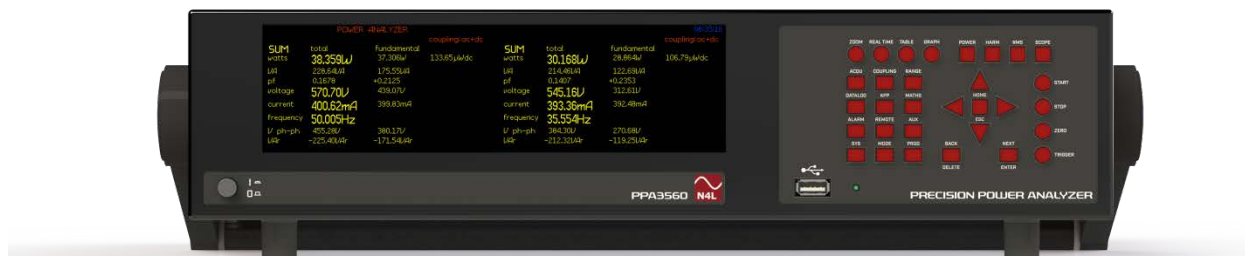 POWER ANALYZER
coupling:ac+dc
SUM total fundamental
watts 38.359W 37.306W 133.65µWdc
VA 228.64VA 175.55VA
pf 0.1678 +0.2125
voltage 570.70V 439.07V
current 400.62mA 399.83mA
frequency 50.005Hz
V ph-ph 455.28V 380.17V
VAr -225.40VAr -171.54VAr
coupling:ac+dc
SUM total fundamental
watts 30.168W 28.864W 106.79µWdc
VA 214.46VA 122.69VA
pf 0.1407 +0.2353
voltage 545.16V 312.61V
current 393.36mA 392.48mA
frequency 35.554Hz
V ph-ph 384.30V 270.68V
VAr -212.32VAr -119.25VAr
PPA3560 N4L
ZOOM REAL TIME TABLE GRAPH POWER HARM RMS SCOPE
ACQU COUPLING RANGE
START
DATALOG APP MATHS
HOME
STOP
ALARM REMOTE AUX
ESC
ZERO
SYS MODE PROG
BACK NEXT
TRIGGER
DELETE ENTER
PRECISION POWER ANALYZER